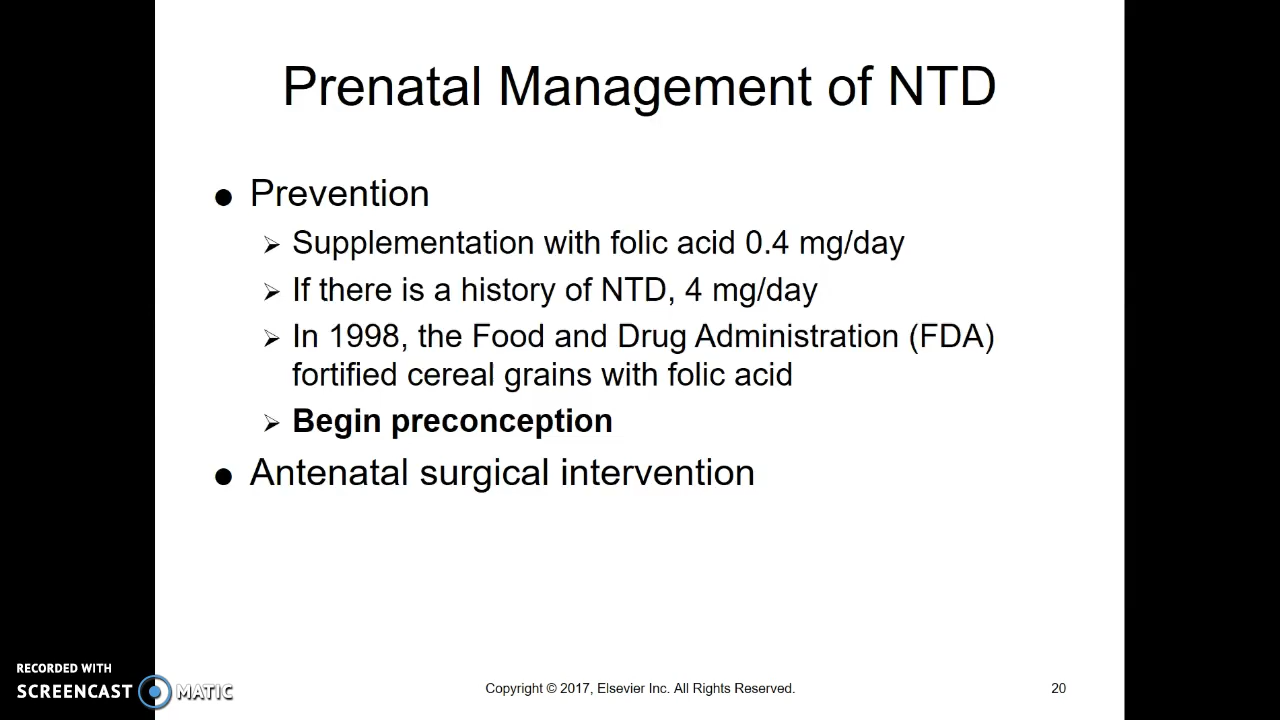 Prenatal Management of NTD
● Prevention
➢ Supplementation with folic acid 0.4 mg/day
➢ If there is a history of NTD, 4 mg/day
➢ In 1998, the Food and Drug Administration (FDA)
fortified cereal grains with folic acid
➢ Begin preconception
● Antenatal surgical intervention
RECORDED WITH
SCREENCAST MATIC
Copyright © 2017, Elsevier Inc. All Rights Reserved.
20